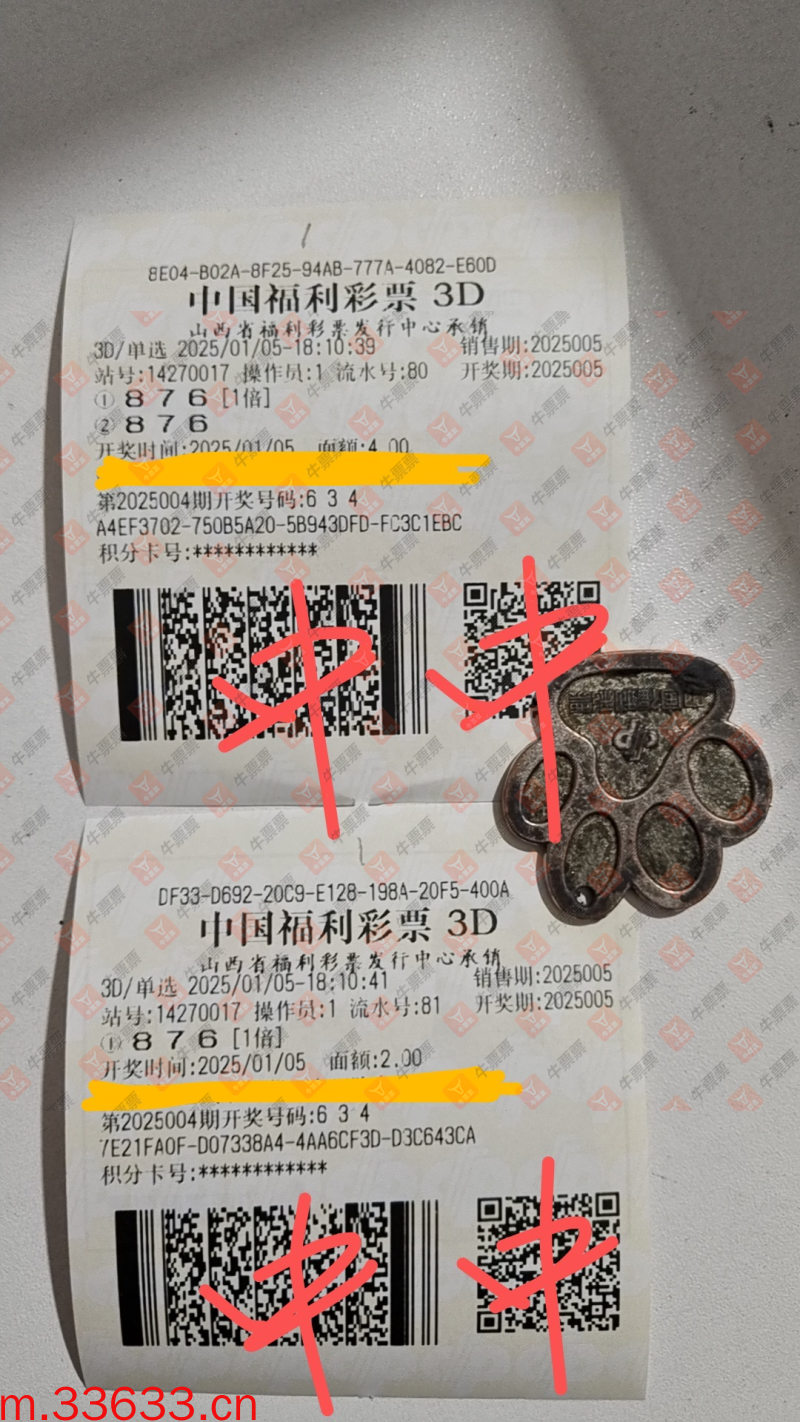 8E04-B02A-8F25-94AB-777A-4082-E60D
中国福利彩票 3D
山西省福利彩票发行中心承销
3D/单选 2025/01/05-18:10:39 销售期:2025005
站号:14270017 操作员:1 流水号:80 开奖期:2025005
① 8 7 6 [1倍]
② 8 7 6
开奖时间:2025/01/05 面额:4.00
第2025004期开奖号码:6 3 4
A4EF3702-750B5A20-5B943DFD-FC3C1EBC
积分卡号:************
DF33-D692-20C9-E128-198A-20F5-400A
中国福利彩票 3D
山西省福利彩票发行中心承销
3D/单选 2025/01/05-18:10:41 销售期:2025005
站号:14270017 操作员:1 流水号:81 开奖期:2025005
① 8 7 6 [1倍]
开奖时间:2025/01/05 面额:2.00
第2025004期开奖号码:6 3 4
7E21FA0F-D07338A4-4AA6CF3D-D3C643CA
积分卡号:************
牛票票
m.33633.cn